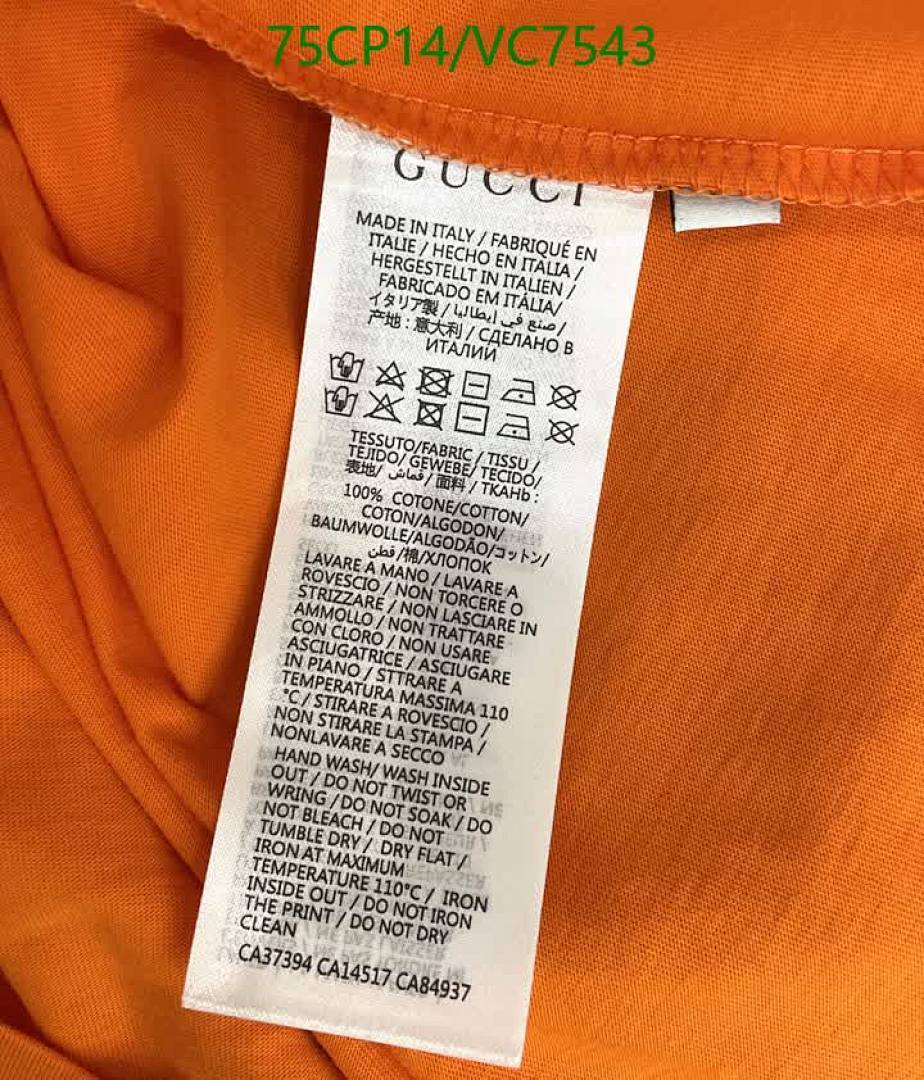 75CP14/VC7543
GUCCI
MADE IN ITALY / FABRIQUÉ EN
ITALIE / HECHO EN ITALIA /
HERGESTELLT IN ITALIEN /
FABRICADO EM ITÁLIA/
イタリア製 / صنع في إيطاليا /
产地 : 意大利 / СДЕЛАНО В
ИТАЛИИ
TESSUTO/FABRIC / TISSU /
TEJIDO/ GEWEBE/ TECIDO/
表地/ قماش / 面料 / ТКАНЬ :
100% COTONE/COTTON/
COTON/ALGODON/
BAUMWOLLE/ALGODÃO/コットン/
قطن /棉/ХЛОПОК
LAVARE A MANO / LAVARE A
ROVESCIO / NON TORCERE O
STRIZZARE / NON LASCIARE IN
AMMOLLO / NON TRATTARE
CON CLORO / NON USARE
ASCIUGATRICE / ASCIUGARE
IN PIANO / STTRARE A
TEMPERATURA MASSIMA 110
°C / STIRARE A ROVESCIO /
NON STIRARE LA STAMPA /
NONLAVARE A SECCO
HAND WASH/ WASH INSIDE
OUT / DO NOT TWIST OR
WRING / DO NOT SOAK / DO
NOT BLEACH / DO NOT
TUMBLE DRY / DRY FLAT /
IRON AT MAXIMUM
TEMPERATURE 110°C / IRON
INSIDE OUT / DO NOT IRON
THE PRINT / DO NOT DRY
CLEAN
CA37394 CA14517 CA84937